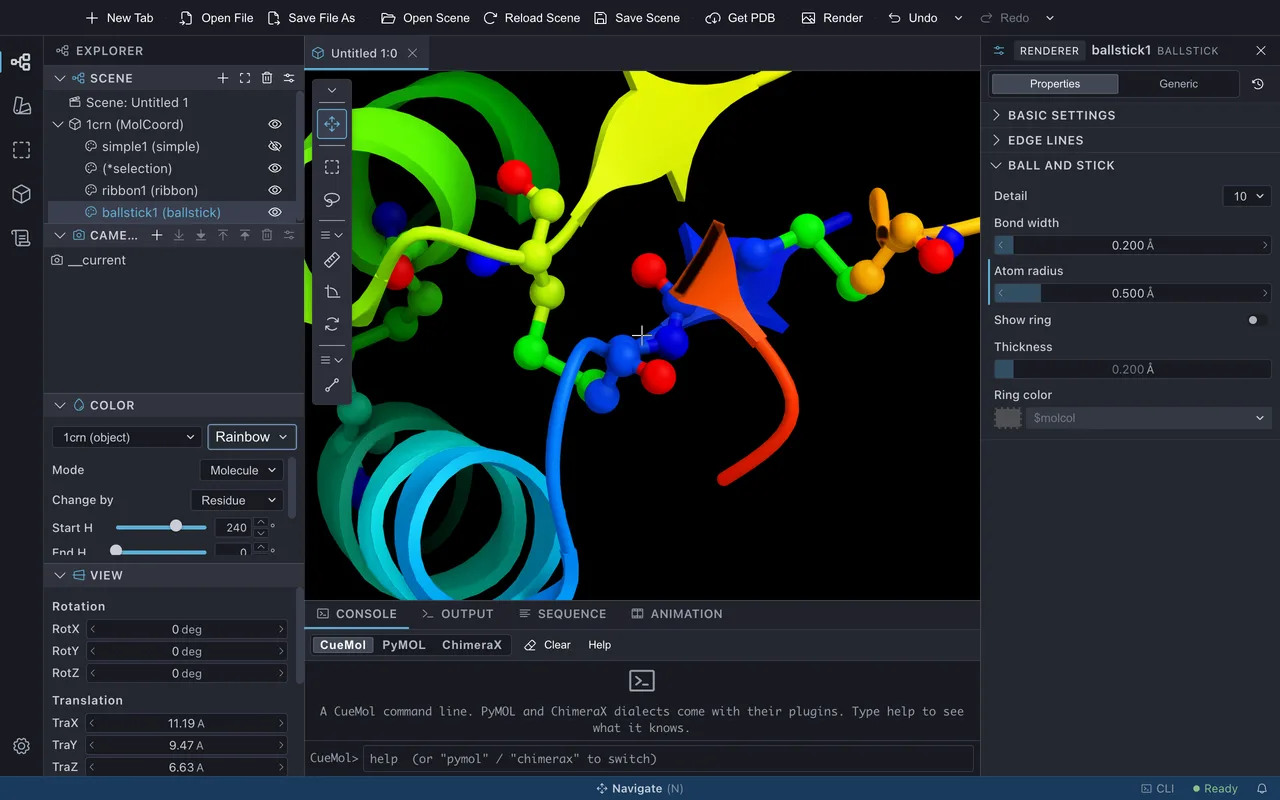 New Tab Open File Save File As Open Scene Reload Scene Save Scene Get PDB Render Undo Redo
EXPLORER
SCENE
Scene: Untitled 1
1crn (MolCoord)
simple1 (simple)
(*selection)
ribbon1 (ribbon)
ballstick1 (ballstick)
CAME...
__current
COLOR
1crn (object) Rainbow
Mode Molecule
Change by Residue
Start H 240 °
End H 0 °
VIEW
Rotation
RotX 0 deg
RotY 0 deg
RotZ 0 deg
Translation
TraX 11.19 A
TraY 9.47 A
TraZ 6.63 A
Untitled 1:0
CONSOLE OUTPUT SEQUENCE ANIMATION
CueMol PyMOL ChimeraX Clear Help
A CueMol command line. PyMOL and ChimeraX dialects come with their plugins. Type help to see
what it knows.
CueMol> help (or "pymol" / "chimerax" to switch)
RENDERER ballstick1 BALLSTICK
Properties Generic
BASIC SETTINGS
EDGE LINES
BALL AND STICK
Detail 10
Bond width
0.200 Å
Atom radius
0.500 Å
Show ring
Thickness
0.200 Å
Ring color
$molcol
Navigate (N) CLI Ready